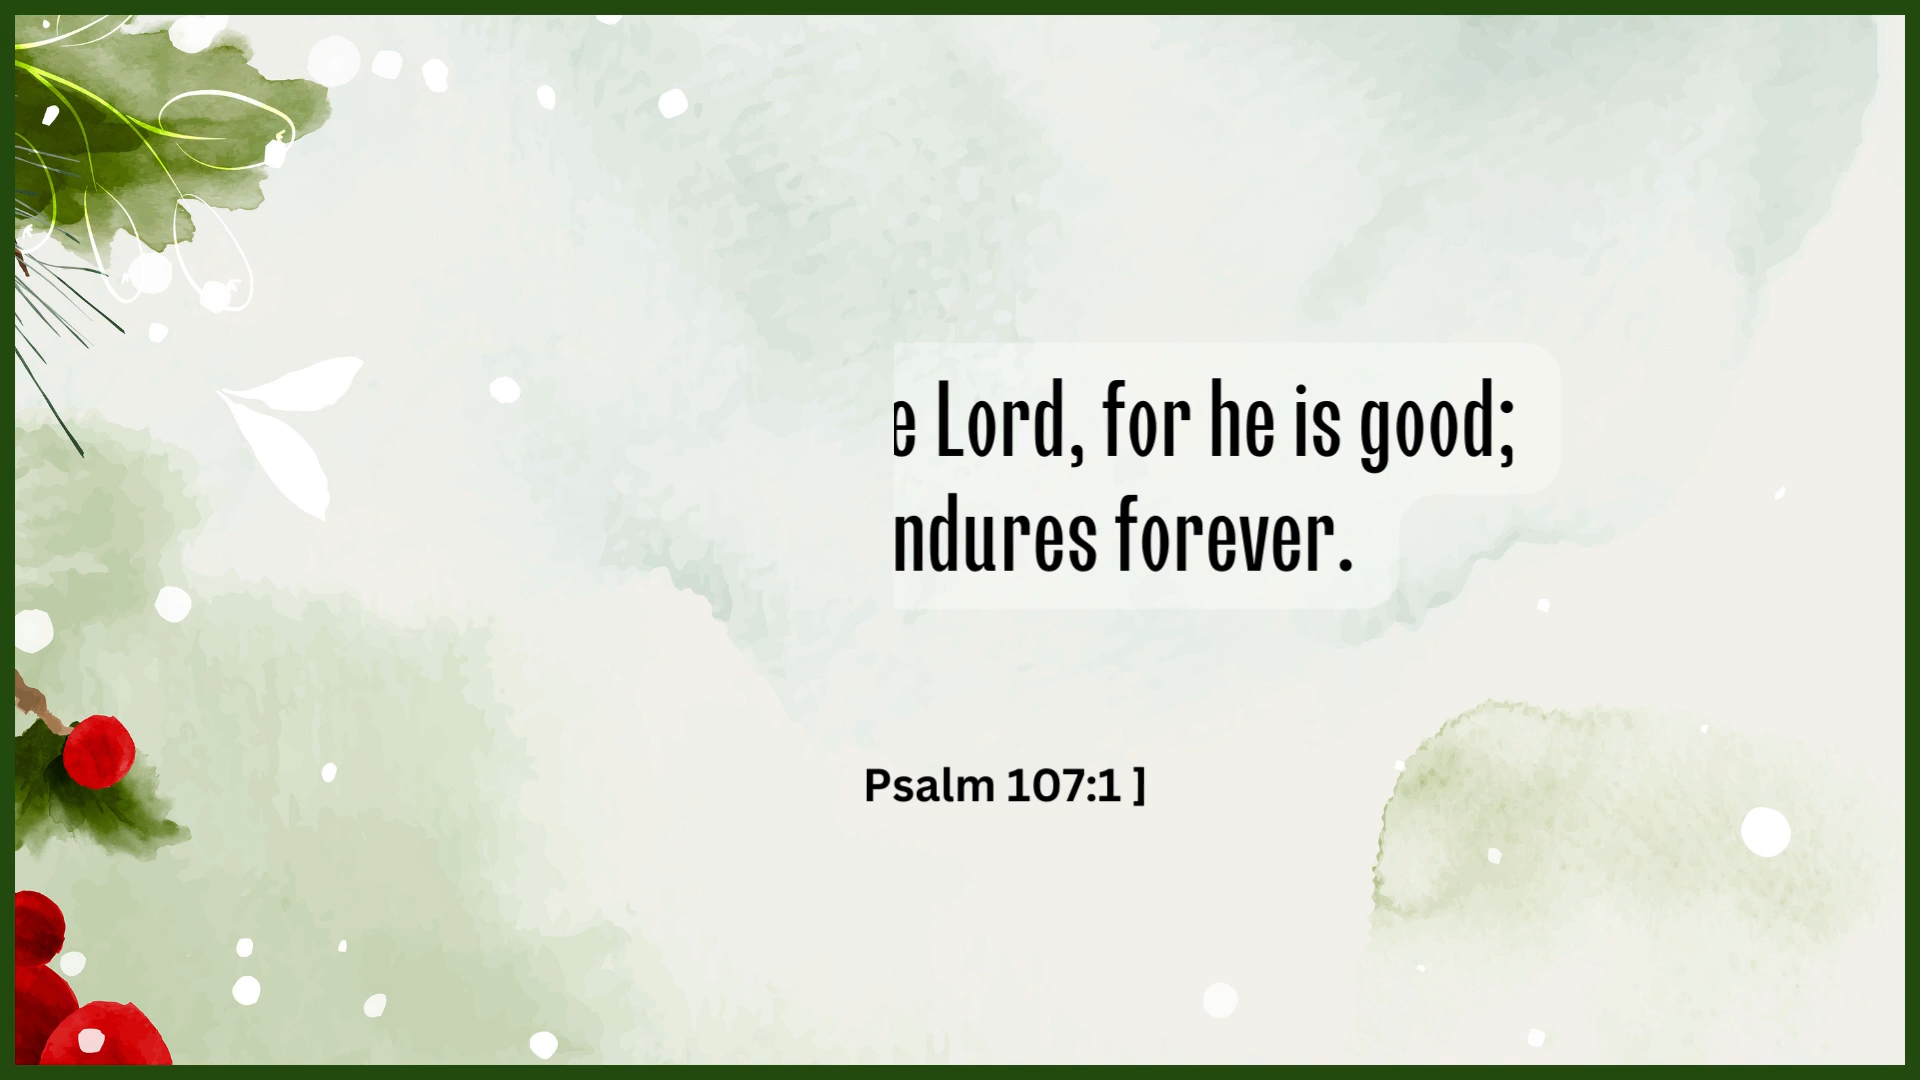 e Lord, for he is good;
ndures forever.
Psalm 107:1 ]